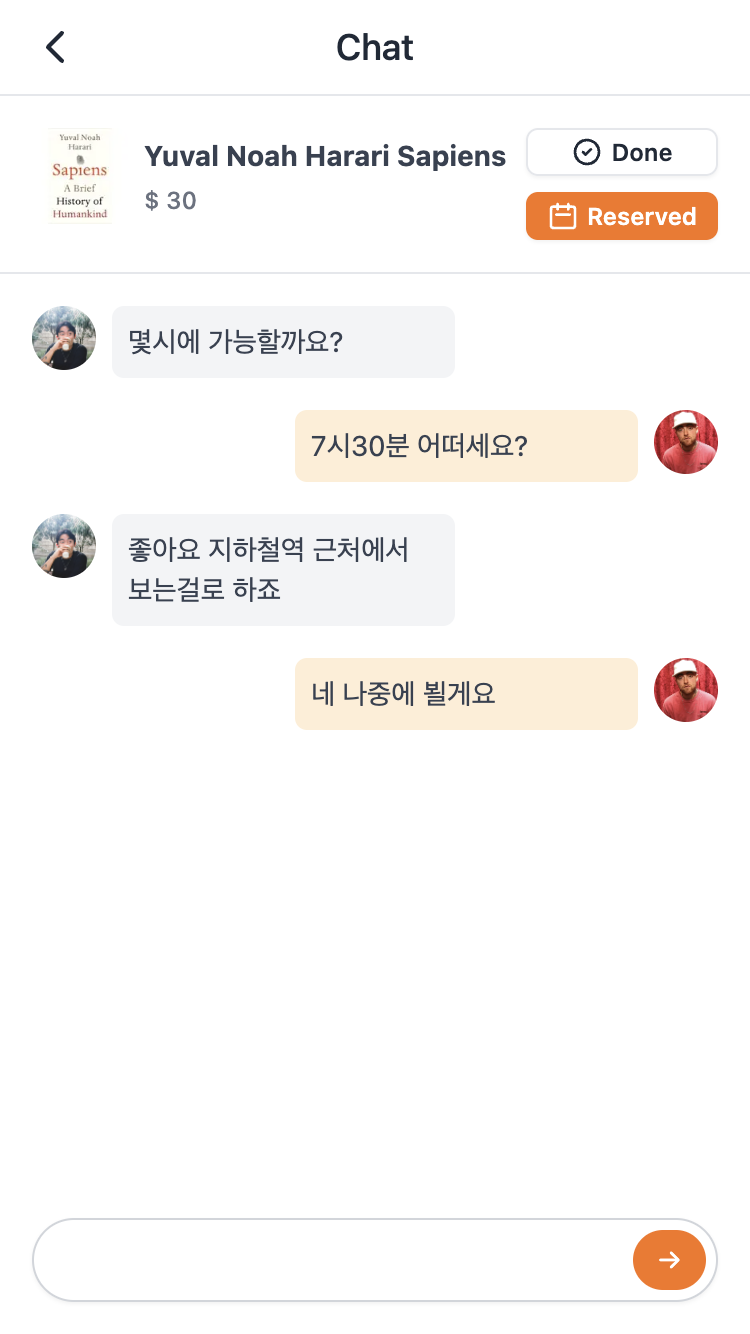 Chat
Yuval Noah
Harari
Sapiens
A Brief
History of
Humankind
Yuval Noah Harari Sapiens
$ 30
Done
Reserved
몇시에 가능할까요?
7시30분 어떠세요?
좋아요 지하철역 근처에서
보는걸로 하죠
네 나중에 뵐게요